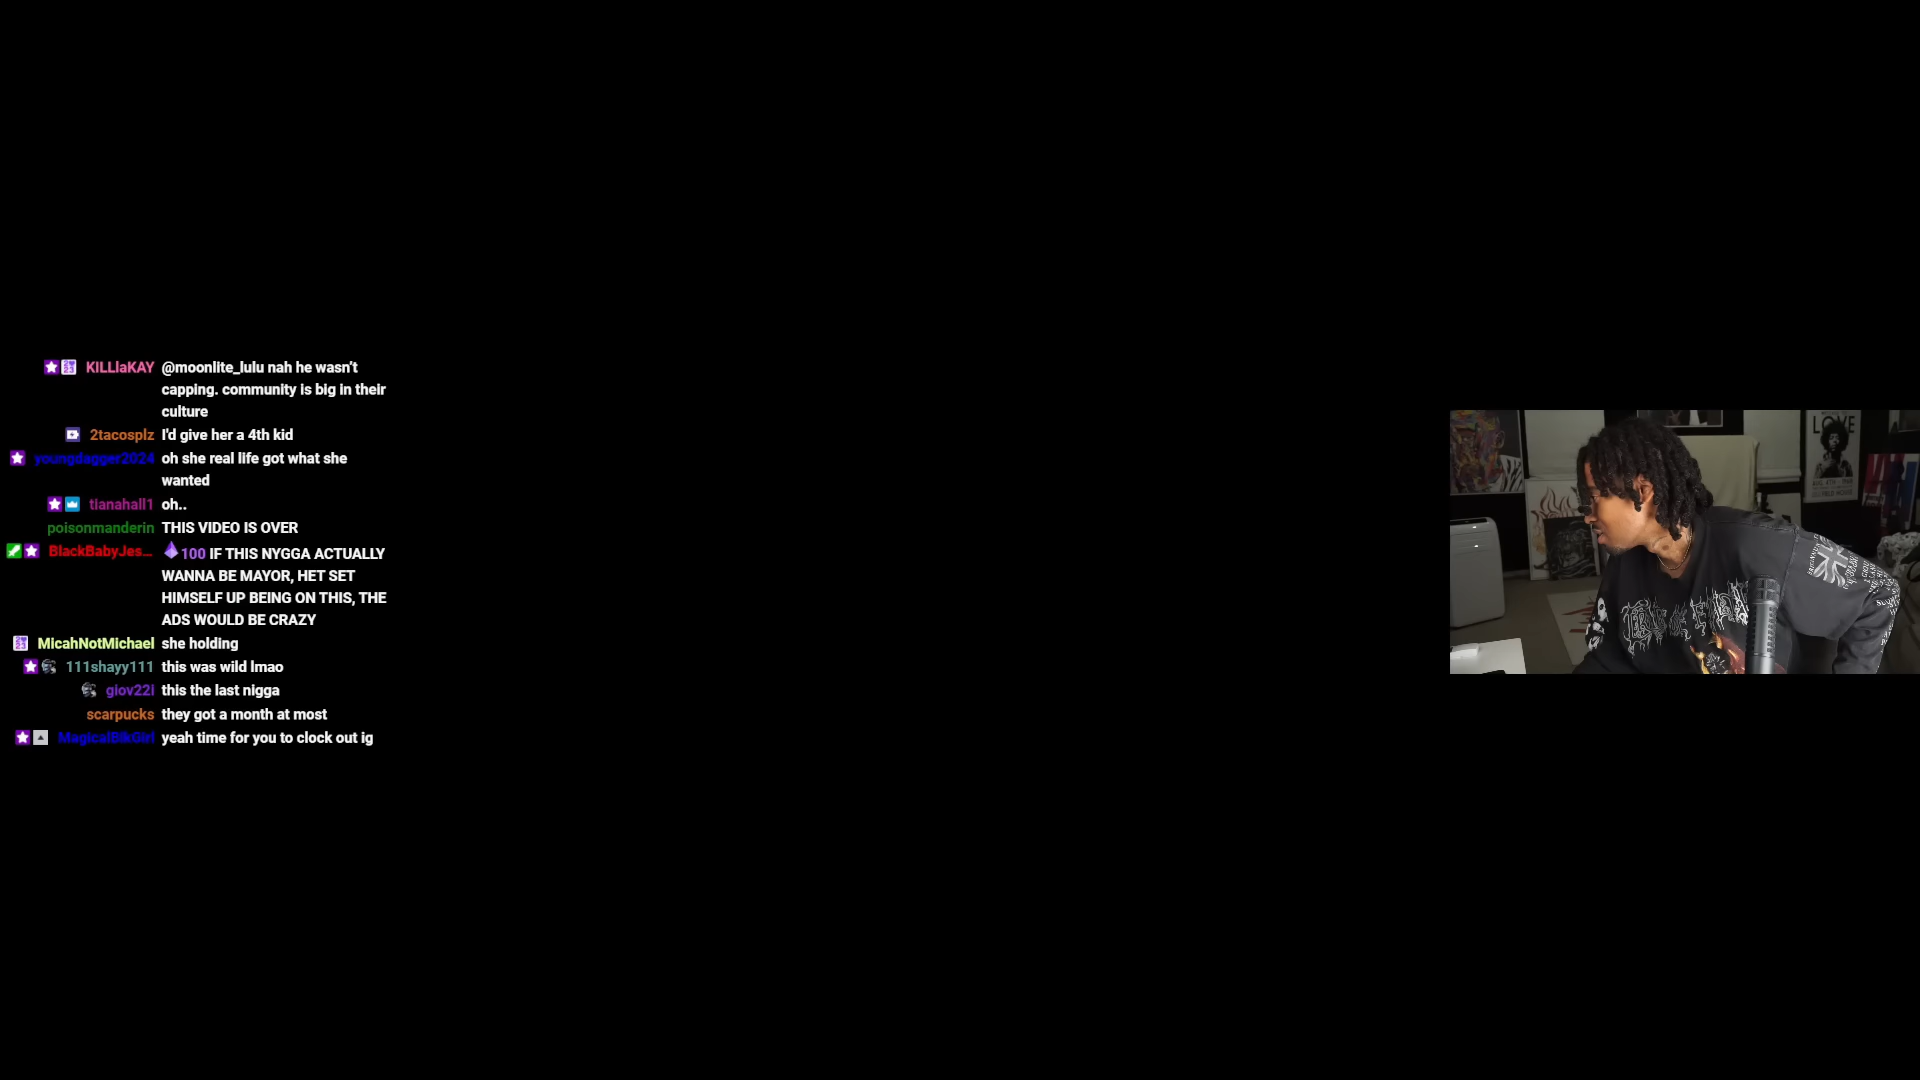 KILLlaKAY @moonlite_lulu nah he wasn't
capping. community is big in their
culture
2tacosplz I'd give her a 4th kid
youngdagger2024 oh she real life got what she
wanted
tianahall1 oh..
poisonmanderin THIS VIDEO IS OVER
BlackBabyJes... 100 IF THIS NYGGA ACTUALLY
WANNA BE MAYOR, HET SET
HIMSELF UP BEING ON THIS, THE
ADS WOULD BE CRAZY
MicahNotMichael she holding
111shayy111 this was wild lmao
giov22i this the last nigga
scarpucks they got a month at most
MagicalBlkGirl yeah time for you to clock out ig
LOVE